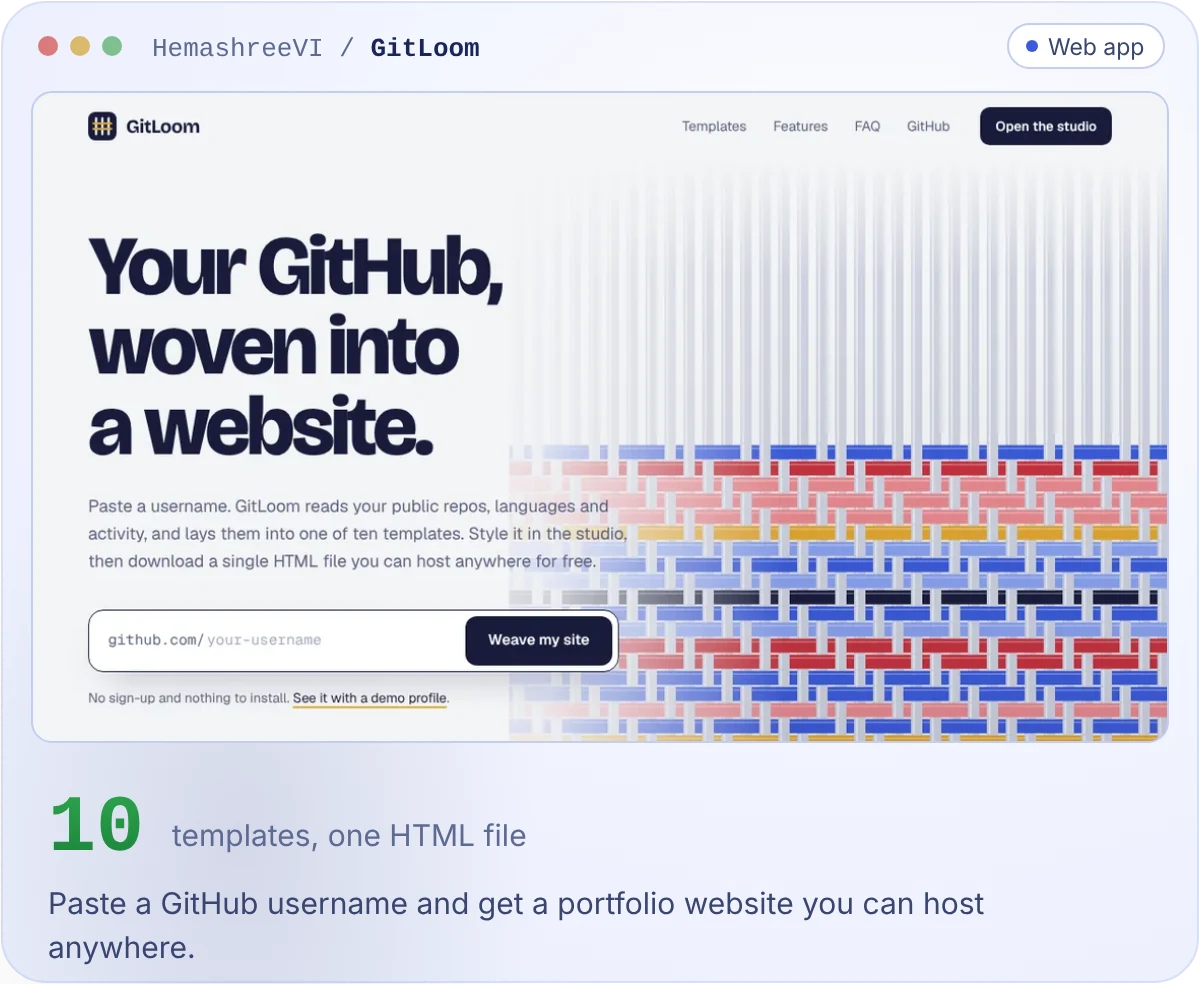 HemashreeVI / GitLoom
Web app
GitLoom
Templates Features FAQ GitHub Open the studio
Your GitHub,
woven into
a website.
Paste a username. GitLoom reads your public repos, languages and
activity, and lays them into one of ten templates. Style it in the studio,
then download a single HTML file you can host anywhere for free.
github.com/your-username Weave my site
No sign-up and nothing to install. See it with a demo profile.
10 templates, one HTML file
Paste a GitHub username and get a portfolio website you can host
anywhere.